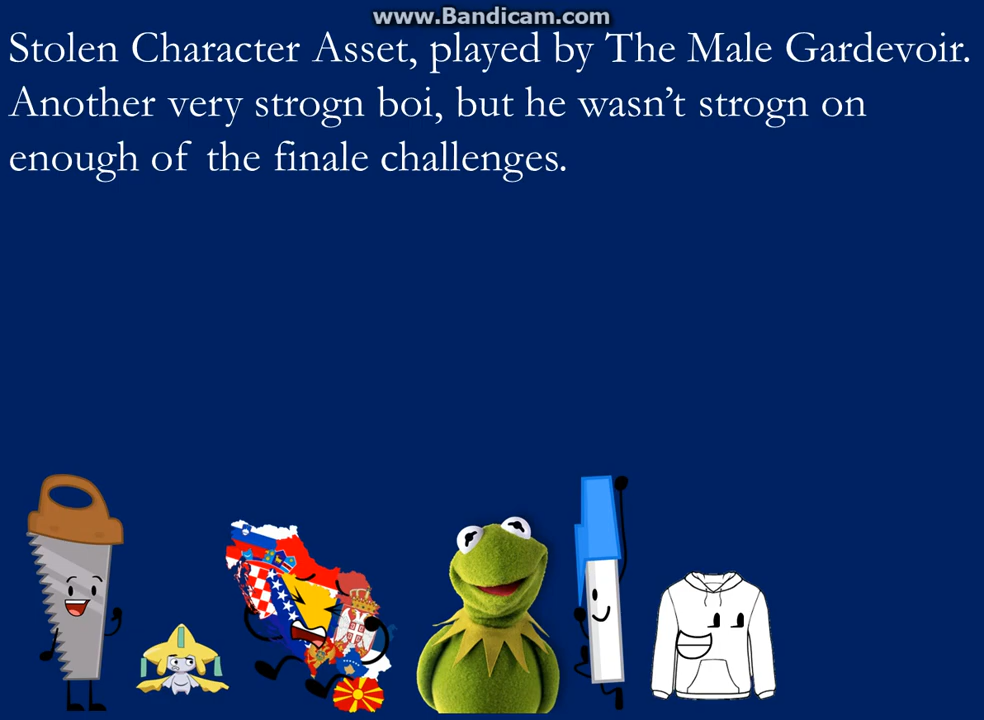 www.Bandicam.com
Stolen Character Asset, played by The Male Gardevoir.
Another very strogn boi, but he wasn’t strogn on
enough of the finale challenges.